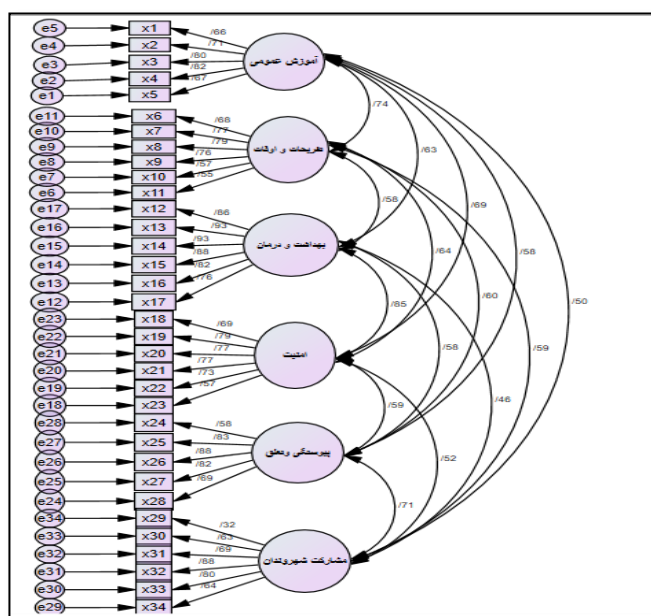 e5 x1 /66
e4 x2 /71
e3 x3 /80
e2 x4 /82
e1 x5 /67
آموزش عمومی
e11 x6 /68
e10 x7 /77
e9 x8 /79
e8 x9 /76
e7 x10 /57
e6 x11 /55
تفریحات و اوقات
e17 x12 /86
e16 x13 /93
e15 x14 /93
e14 x15 /88
e13 x16 /82
e12 x17 /76
بهداشت و درمان
e23 x18 /69
e22 x19 /79
e21 x20 /77
e20 x21 /77
e19 x22 /73
e18 x23 /57
امنیت
e28 x24 /58
e27 x25 /83
e26 x26 /88
e25 x27 /82
e24 x28 /69
پیوستگی وتعلق
e34 x29 /32
e33 x30 /63
e32 x31 /69
e31 x32 /88
e30 x33 /80
e29 x34 /64
مشارکت شهروندان
/74
/63
/69
/58
/50
/58
/64
/60
/59
/85
/58
/46
/59
/52
/71